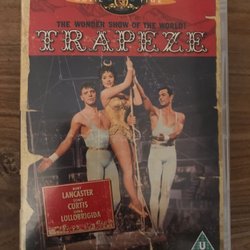 THE WONDER SHOW OF THE WORLD!
TRAPEZE
BURT
LANCASTER
TONY
CURTIS
GINA
LOLLOBRIGIDA
U